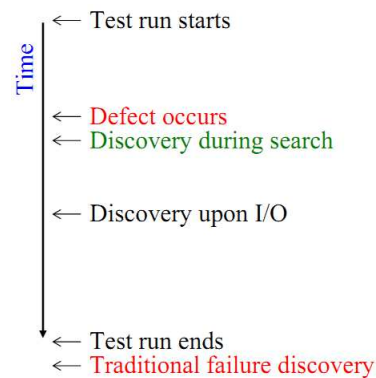 Test run starts
Time
Defect occurs
Discovery during search
Discovery upon I/O
Test run ends
Traditional failure discovery